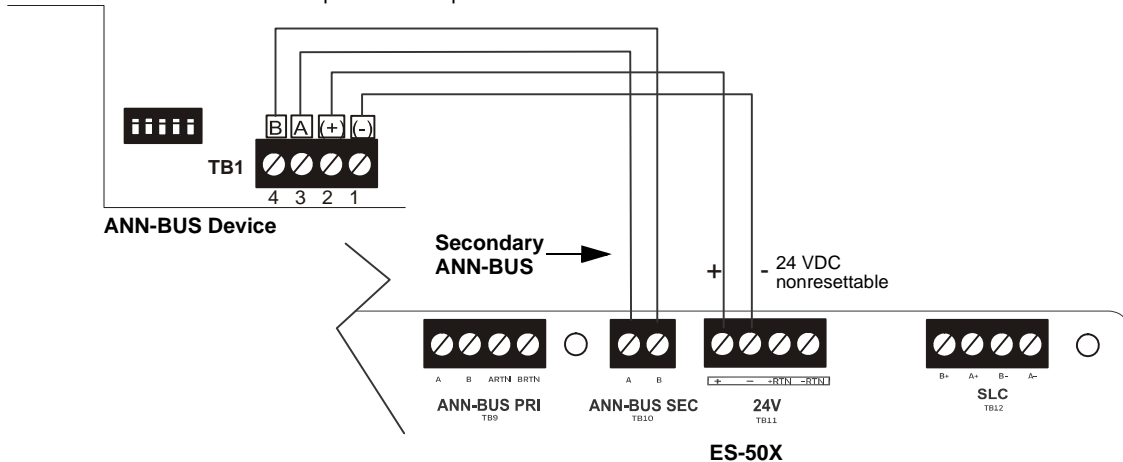 B A (+) (-)
TB1
4 3 2 1
ANN-BUS Device
Secondary
ANN-BUS
+ - 24 VDC
nonresettable
A B ARTN BRTN
ANN-BUS PRI
TB9
A B
ANN-BUS SEC
TB10
+ − +RTN −RTN
24V
TB11
B+ A+ B- A-
SLC
TB12
ES-50X